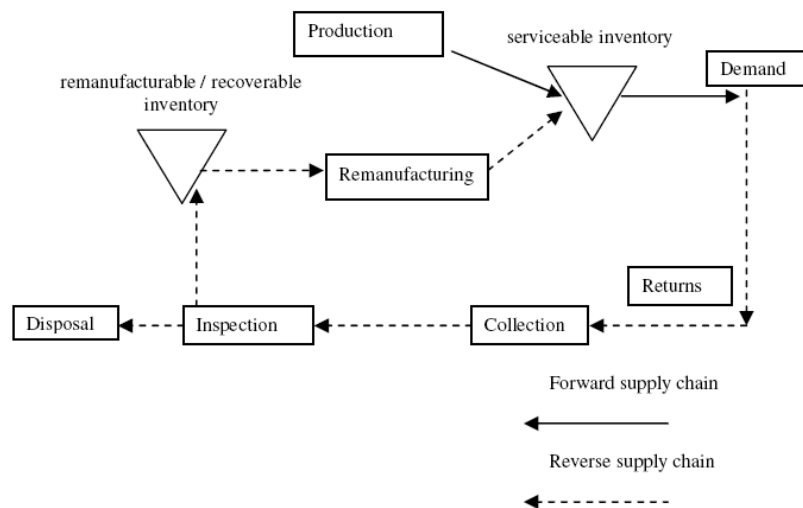 Production
serviceable inventory
Demand
remanufacturable / recoverable
inventory
Remanufacturing
Returns
Disposal
Inspection
Collection
Forward supply chain
Reverse supply chain